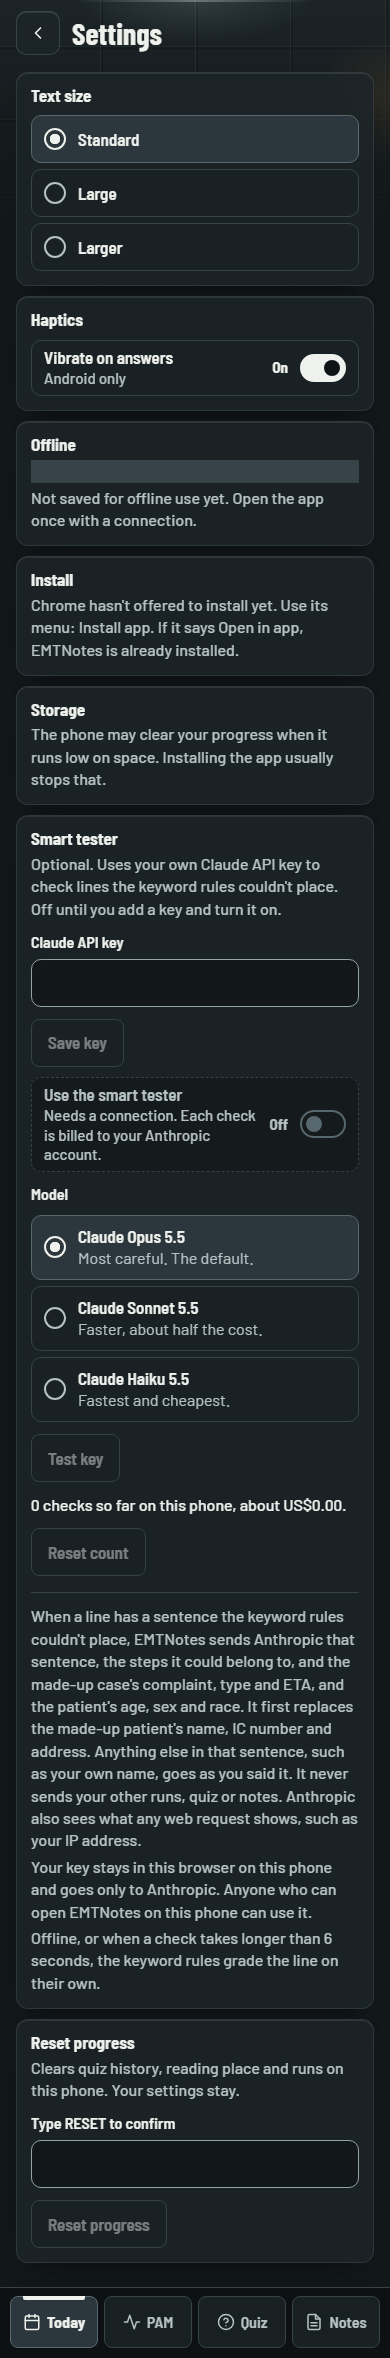 Settings
Text size
Standard
Large
Larger
Haptics
Vibrate on answers
Android only
On
Offline
Not saved for offline use yet. Open the app
once with a connection.
Install
Chrome hasn't offered to install yet. Use its
menu: Install app. If it says Open in app,
EMTNotes is already installed.
Storage
The phone may clear your progress when it
runs low on space. Installing the app usually
stops that.
Smart tester
Optional. Uses your own Claude API key to
check lines the keyword rules couldn't place.
Off until you add a key and turn it on.
Claude API key
Save key
Use the smart tester
Needs a connection. Each check
is billed to your Anthropic
account.
Off
Model
Claude Opus 5.5
Most careful. The default.
Claude Sonnet 5.5
Faster, about half the cost.
Claude Haiku 5.5
Fastest and cheapest.
Test key
0 checks so far on this phone, about US$0.00.
Reset count
When a line has a sentence the keyword rules
couldn't place, EMTNotes sends Anthropic that
sentence, the steps it could belong to, and the
made-up case's complaint, type and ETA, and
the patient's age, sex and race. It first replaces
the made-up patient's name, IC number and
address. Anything else in that sentence, such
as your own name, goes as you said it. It never
sends your other runs, quiz or notes. Anthropic
also sees what any web request shows, such as
your IP address.
Your key stays in this browser on this phone
and goes only to Anthropic. Anyone who can
open EMTNotes on this phone can use it.
Offline, or when a check takes longer than 6
seconds, the keyword rules grade the line on
their own.
Reset progress
Clears quiz history, reading place and runs on
this phone. Your settings stay.
Type RESET to confirm
Reset progress
Today
PAM
Quiz
Notes